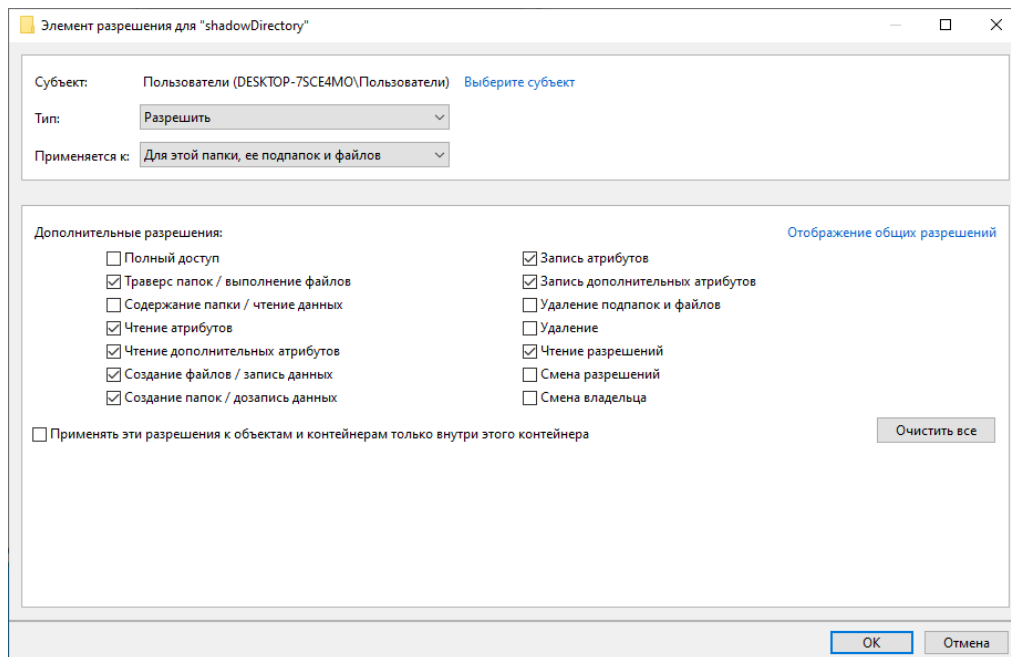 Элемент разрешения для "shadowDirectory"
Субъект: Пользователи (DESKTOP-7SCE4MO\Пользователи) Выберите субъект
Тип: Разрешить
Применяется к: Для этой папки, ее подпапок и файлов
Дополнительные разрешения: Отображение общих разрешений
Полный доступ
Траверс папок / выполнение файлов
Содержание папки / чтение данных
Чтение атрибутов
Чтение дополнительных атрибутов
Создание файлов / запись данных
Создание папок / дозапись данных
Запись атрибутов
Запись дополнительных атрибутов
Удаление подпапок и файлов
Удаление
Чтение разрешений
Смена разрешений
Смена владельца
Применять эти разрешения к объектам и контейнерам только внутри этого контейнера
Очистить все
ОК Отмена